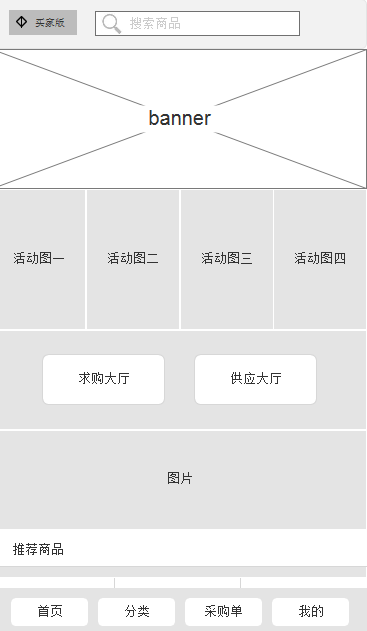 买家版
搜索商品
banner
活动图一 活动图二 活动图三 活动图四
求购大厅 供应大厅
图片
推荐商品
首页 分类 采购单 我的